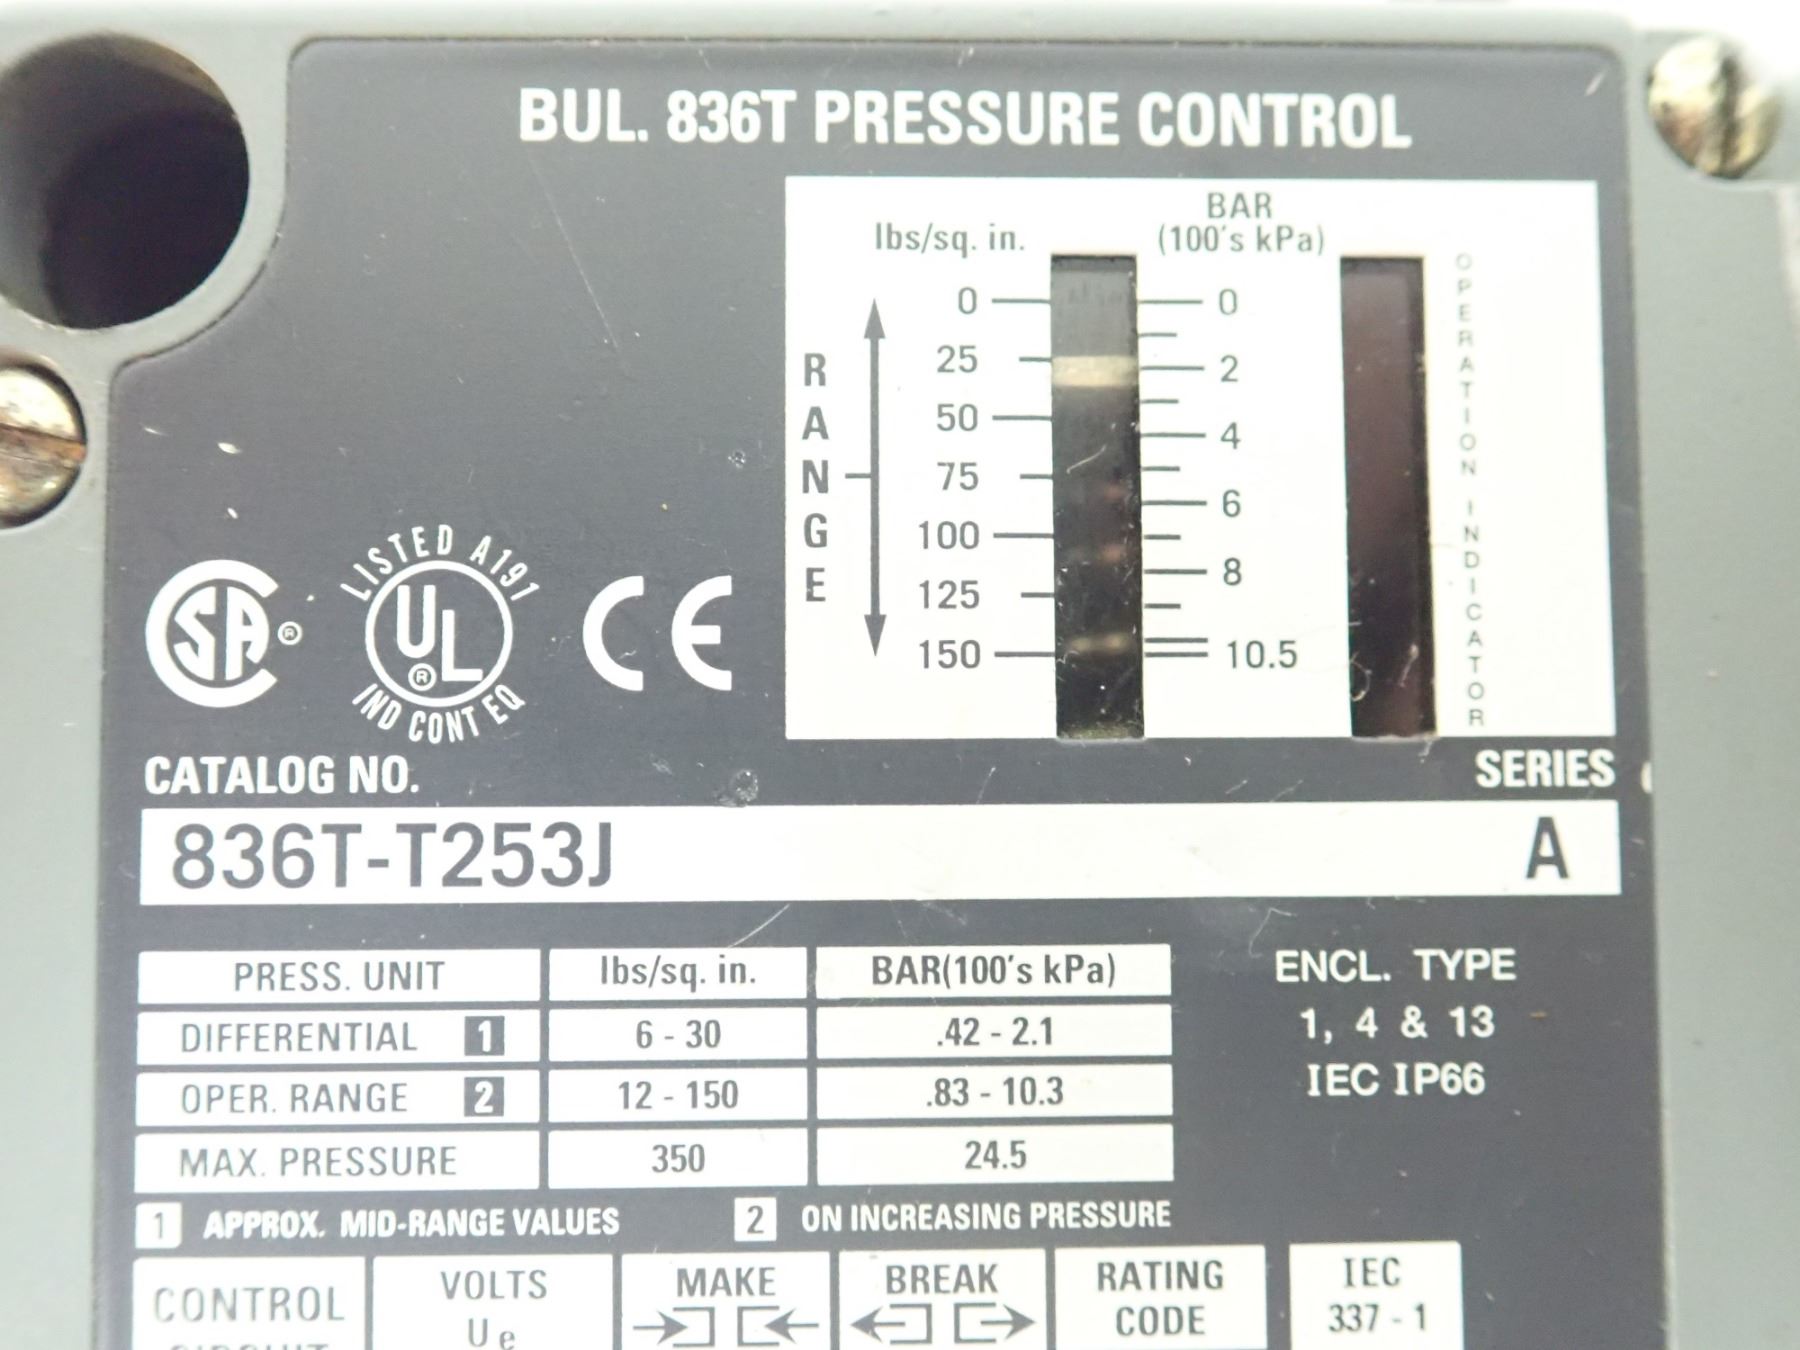 BUL. 836T PRESSURE CONTROL
lbs/sq. in.
BAR
(100's kPa)
RANGE
0
25
50
75
100
125
150
0
2
4
6
8
10.5
OPERATION INDICATOR
CSA ®
LISTED A191
UL ®
IND CONT EQ
CE
CATALOG NO.
SERIES
836T-T253J A
PRESS. UNIT lbs/sq. in. BAR(100's kPa)
DIFFERENTIAL 1 6 - 30 .42 - 2.1
OPER. RANGE 2 12 - 150 .83 - 10.3
MAX. PRESSURE 350 24.5
ENCL. TYPE
1, 4 & 13
IEC IP66
1 APPROX. MID-RANGE VALUES 2 ON INCREASING PRESSURE
CONTROL
CIRCUIT
VOLTS
Ue
MAKE
BREAK
RATING
CODE
IEC
337 - 1